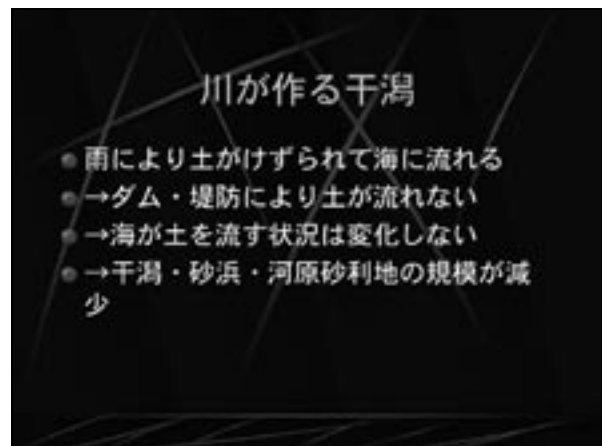 川が作る干潟
雨により土がけずられて海に流れる
→ダム・堤防により土が流れない
→海が土を流す状況は変化しない
→干潟・砂浜・河原砂利地の規模が減
少